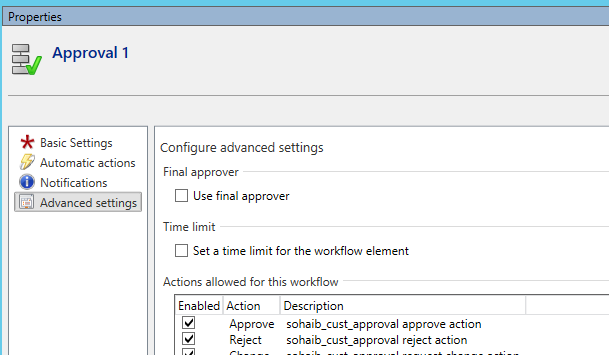 Properties
Approval 1
Basic Settings
Automatic actions
Notifications
Advanced settings
Configure advanced settings
Final approver
Use final approver
Time limit
Set a time limit for the workflow element
Actions allowed for this workflow
Enabled Action Description
Approve sohaib_cust_approval approve action
Reject sohaib_cust_approval reject action
Change sohaib_cust_approval request change action